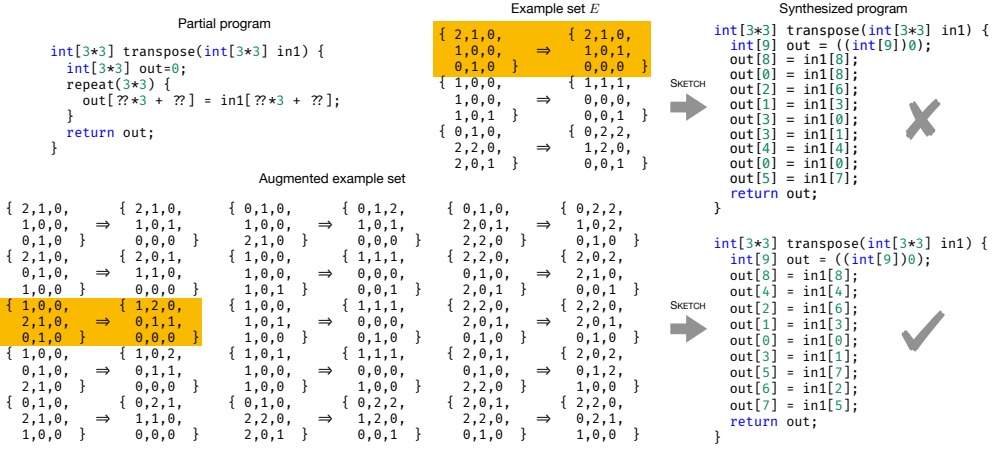 Partial program
int[3*3] transpose(int[3*3] in1) {
int[3*3] out=0;
repeat(3*3) {
out[??*3 + ??] = in1[??*3 + ??];
}
return out;
}
Example set E
{ 2,1,0, { 2,1,0,
1,0,0, ⇒ 1,0,1,
0,1,0 } 0,0,0 }
{ 1,0,0, { 1,1,1,
1,0,0, ⇒ 0,0,0,
1,0,1 } 0,0,1 }
{ 0,1,0, { 0,2,2,
2,2,0, ⇒ 1,2,0,
2,0,1 } 0,0,1 }
SKETCH
Synthesized program
int[3*3] transpose(int[3*3] in1) {
int[9] out = ((int[9])0);
out[8] = in1[8];
out[0] = in1[8];
out[2] = in1[6];
out[1] = in1[3];
out[3] = in1[0];
out[3] = in1[1];
out[4] = in1[4];
out[0] = in1[0];
out[5] = in1[7];
return out;
}
Augmented example set
{ 2,1,0, { 2,1,0, { 0,1,0, { 0,1,2, { 0,1,0, { 0,2,2,
1,0,0, ⇒ 1,0,1, 1,0,0, ⇒ 1,0,1, 2,0,1, ⇒ 1,0,2,
0,1,0 } 0,0,0 } 2,1,0 } 0,0,0 } 2,2,0 } 0,1,0 }
{ 2,1,0, { 2,0,1, { 1,0,0, { 1,1,1, { 2,2,0, { 2,0,2,
0,1,0, ⇒ 1,1,0, 1,0,0, ⇒ 0,0,0, 0,1,0, ⇒ 2,1,0,
1,0,0 } 0,0,0 } 1,0,1 } 0,0,1 } 2,0,1 } 0,0,1 }
{ 1,0,0, { 1,2,0, { 1,0,0, { 1,1,1, { 2,2,0, { 2,2,0,
2,1,0, ⇒ 0,1,1, 1,0,1, ⇒ 0,0,0, 2,0,1, ⇒ 2,0,1,
0,1,0 } 0,0,0 } 1,0,0 } 0,1,0 } 0,1,0 } 0,1,0 }
{ 1,0,0, { 1,0,2, { 1,0,1, { 1,1,1, { 2,0,1, { 2,0,2,
0,1,0, ⇒ 0,1,1, 1,0,0, ⇒ 0,0,0, 0,1,0, ⇒ 0,1,2,
2,1,0 } 0,0,0 } 1,0,0 } 1,0,0 } 2,2,0 } 1,0,0 }
{ 0,1,0, { 0,2,1, { 0,1,0, { 0,2,2, { 2,0,1, { 2,2,0,
2,1,0, ⇒ 1,1,0, 2,2,0, ⇒ 1,2,0, 2,2,0, ⇒ 0,2,1,
1,0,0 } 0,0,0 } 2,0,1 } 0,0,1 } 0,1,0 } 1,0,0 }
SKETCH
int[3*3] transpose(int[3*3] in1) {
int[9] out = ((int[9])0);
out[8] = in1[8];
out[4] = in1[4];
out[2] = in1[6];
out[1] = in1[3];
out[0] = in1[0];
out[3] = in1[1];
out[5] = in1[7];
out[6] = in1[2];
out[7] = in1[5];
return out;
}